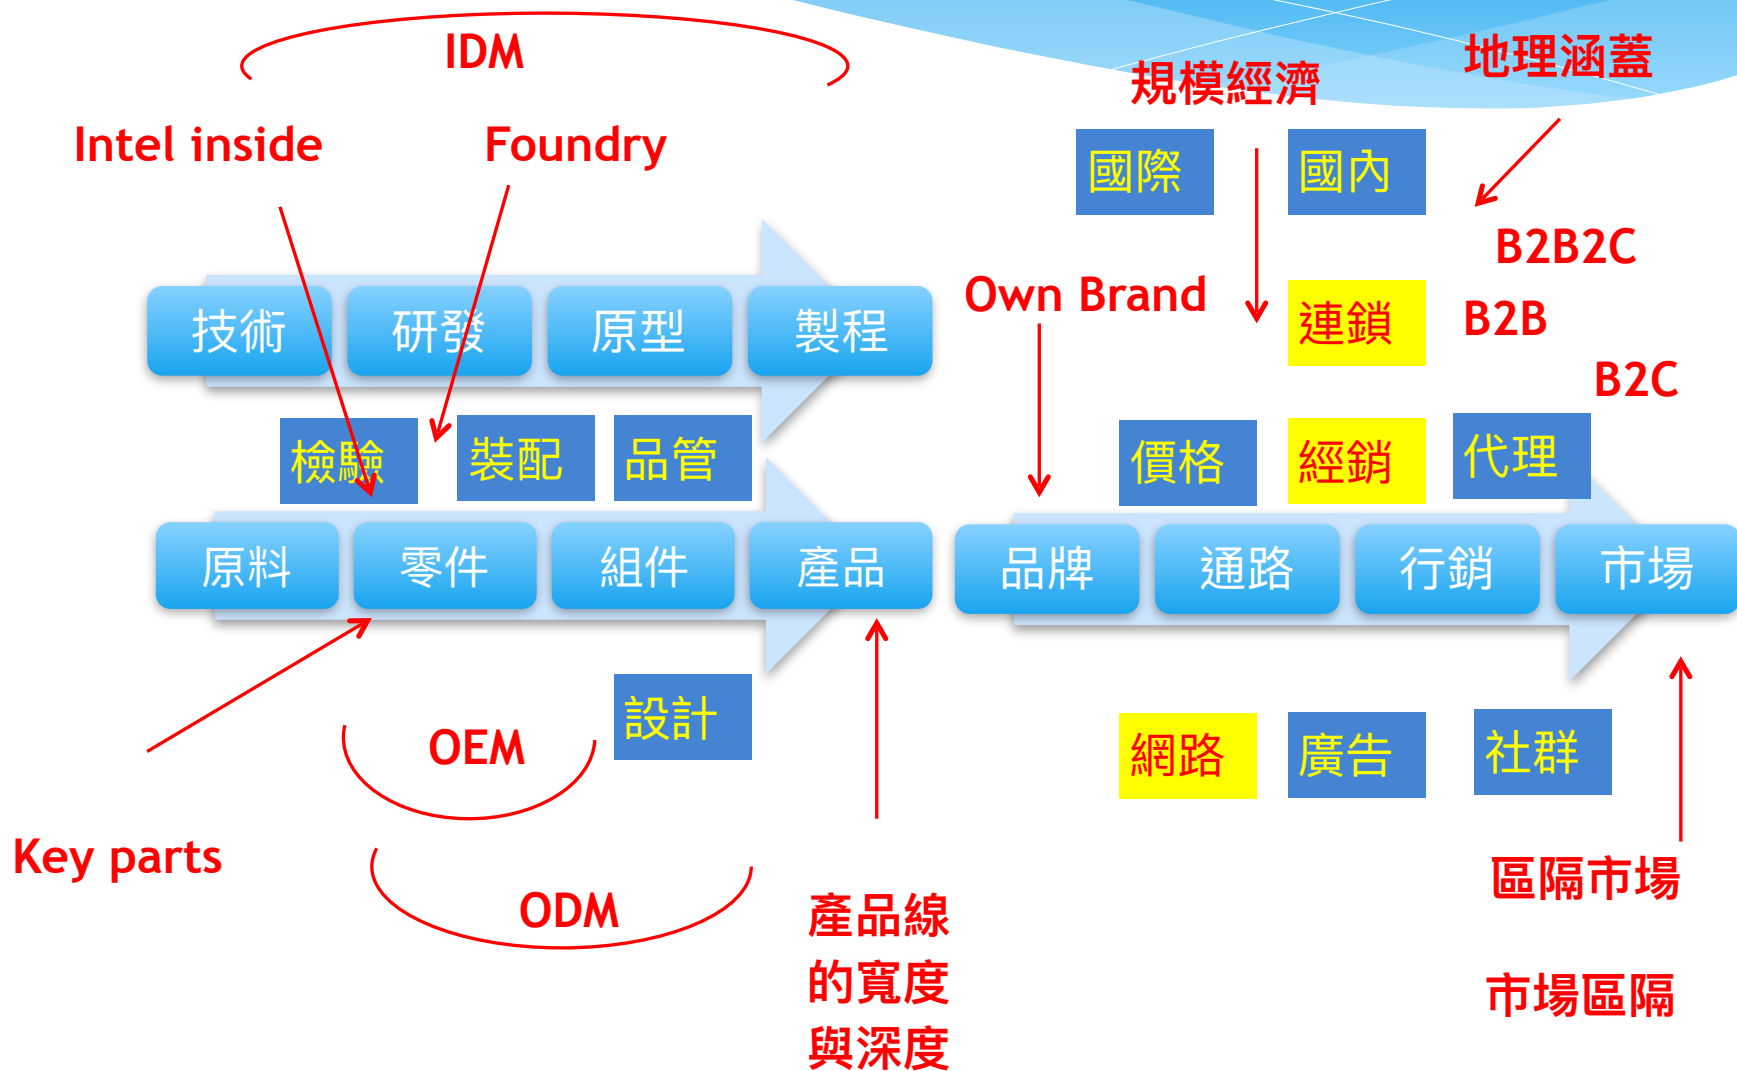 IDM
規模經濟
地理涵蓋
Intel inside
Foundry
國際
國內
B2B2C
Own Brand
技術
研發
原型
製程
連鎖
B2B
B2C
檢驗
裝配
品管
價格
經銷
代理
原料
零件
組件
產品
品牌
通路
行銷
市場
設計
OEM
網路
廣告
社群
Key parts
ODM
產品線
的寬度
與深度
區隔市場
市場區隔